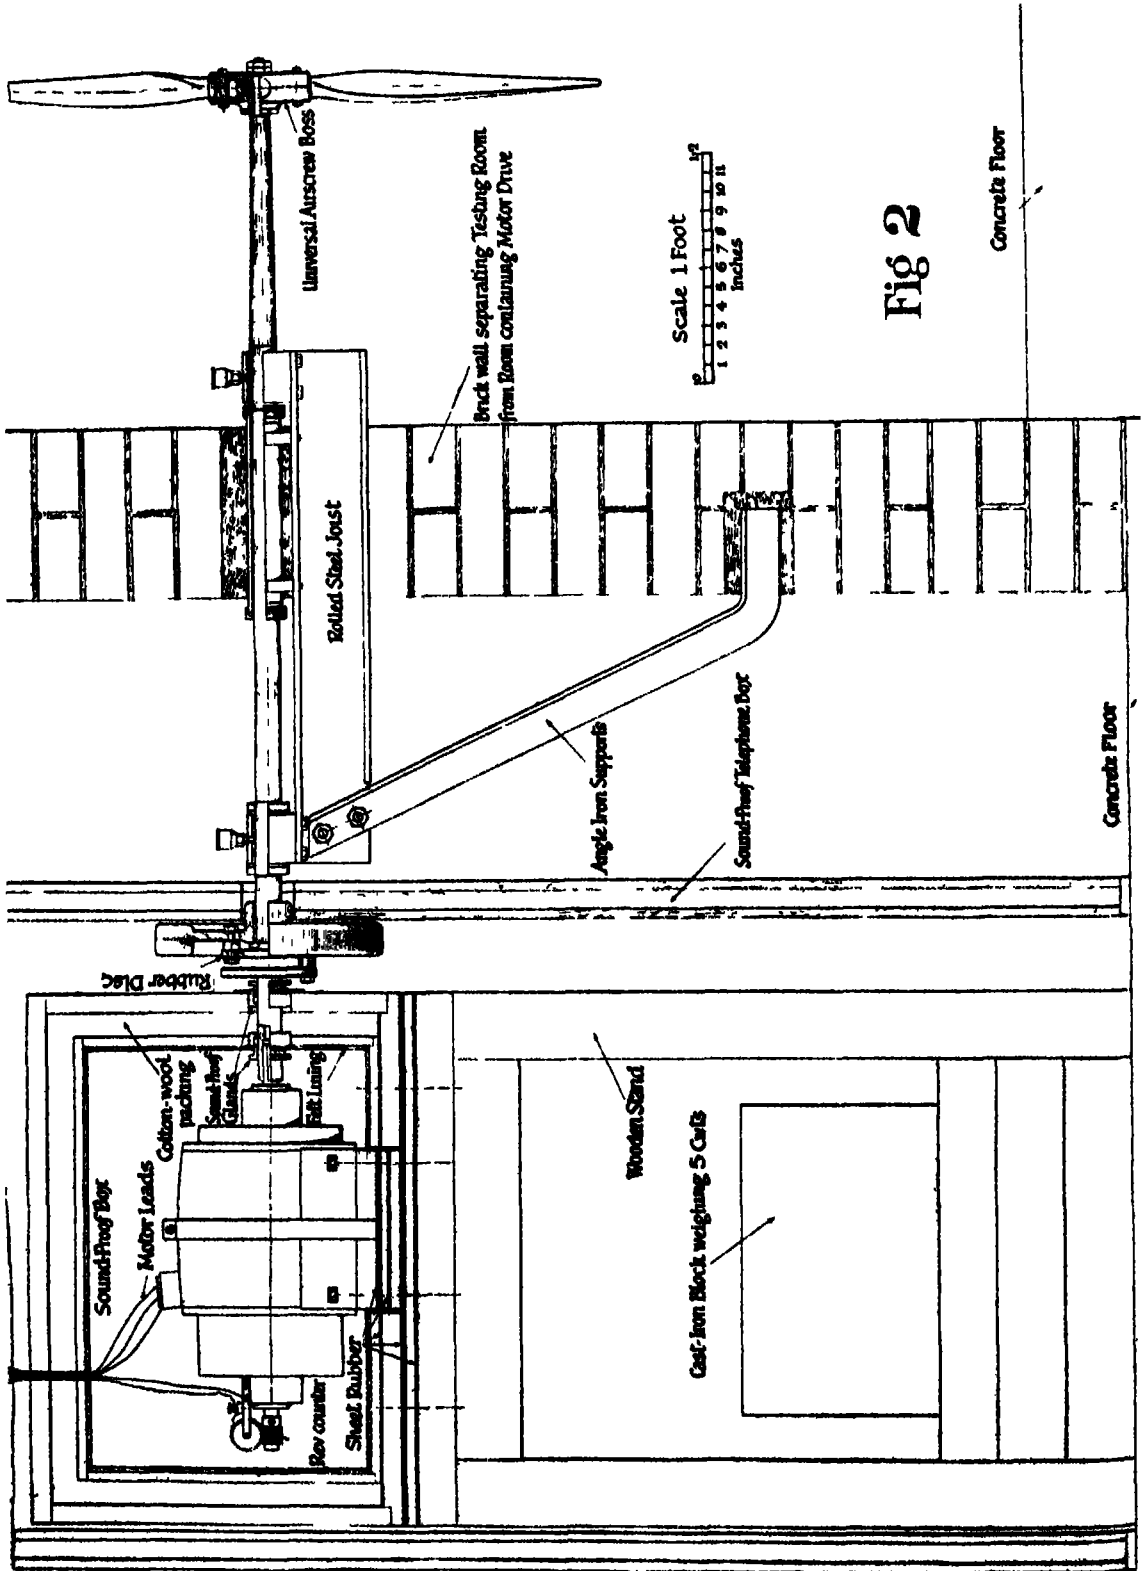 Sound-Proof Box
Motor Leads
Cotton-wool
packing
Sound-Proof
Glands
Felt Lining
Rubber Disc
Universal Airscrew Boss
Rev counter
Sheet Rubber
Rolled Steel Joist
Brick wall separating Testing Room
from Room containing Motor Drive
Angle Iron Supports
Sound-Proof Telephone Box
Wooden Stand
Cast-Iron Block weighing 5 Cwts
Scale 1 Foot
0 12
1 2 3 4 5 6 7 8 9 10 11
Inches
Fig 2
Concrete Floor
Concrete Floor